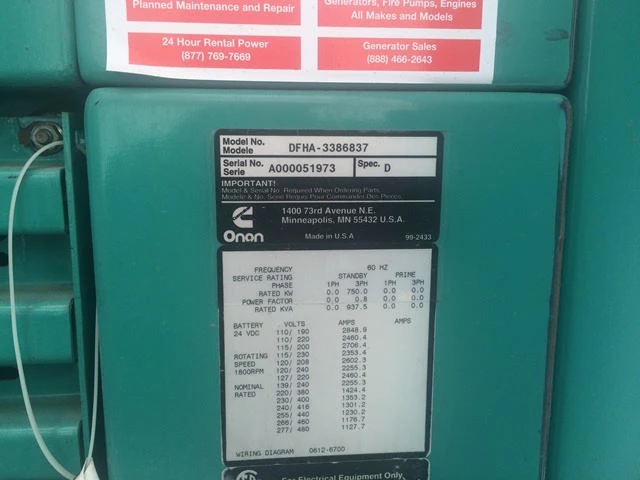 Planned Maintenance and Repair
Generators, Fire Pumps, Engines
All Makes and Models
24 Hour Rental Power
(877) 769-7669
Generator Sales
(888) 466-2643
Model No. DFHA-3386837
Modele
Serial No. A000051973 Spec. D
Serie
IMPORTANT!
Model & Serial No. Required When Ordering Parts.
Modele & No. Serie Requis Pour Commander Des Pieces.
1400 73rd Avenue N.E.
Minneapolis, MN 55432 U.S.A.
Onan Made in U.S.A 99-2433
FREQUENCY 60 HZ
SERVICE RATING STANDBY PRIME
PHASE 1PH 3PH 1PH 3PH
RATED KW 0.0 750.0 0.0 0.0
POWER FACTOR 0.0 0.8 0.0 0.0
RATED KVA 0.0 937.5 0.0 0.0
BATTERY VOLTS AMPS AMPS
24 VDC 110/ 190 2848.9
110/ 220 2460.4
115/ 200 2706.4
ROTATING 115/ 230 2353.4
SPEED 120/ 208 2602.3
1800RPM 120/ 240 2255.3
127/ 220 2460.4
NOMINAL 139/ 240 2255.3
RATED 220/ 380 1424.4
230/ 400 1353.2
240/ 416 1301.2
255/ 440 1230.2
266/ 460 1176.7
277/ 480 1127.7
WIRING DIAGRAM 0612-6700
For Electrical Equipment Only